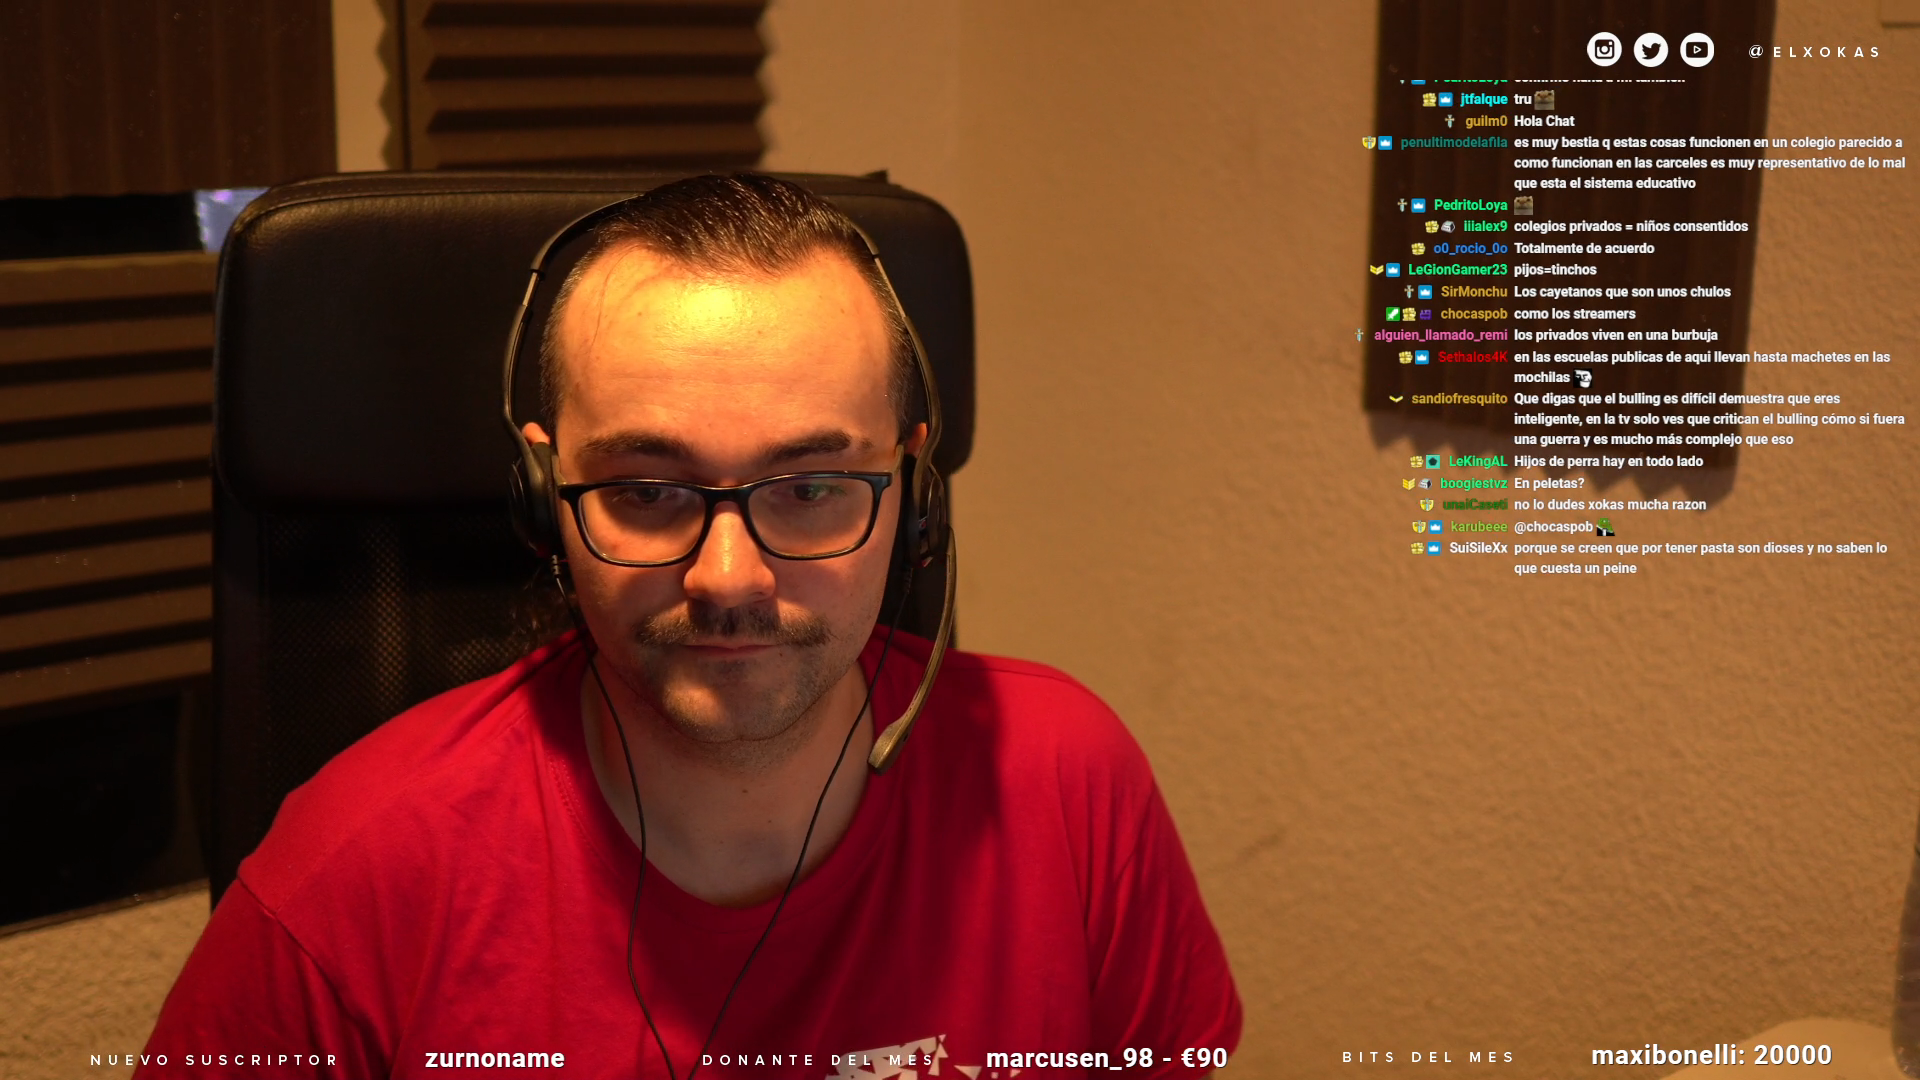 @ELXOKAS
jtfalque tru
guilm0 Hola Chat
penultimodelafila es muy bestia q estas cosas funcionen en un colegio parecido a
como funcionan en las carceles es muy representativo de lo mal
que esta el sistema educativo
PedritoLoya
iiialex9 colegios privados = niños consentidos
o0_rocio_0o Totalmente de acuerdo
LeGionGamer23 pijos=tinchos
SirMonchu Los cayetanos que son unos chulos
chocaspob como los streamers
alguien_llamado_remi los privados viven en una burbuja
Sethalos4K en las escuelas publicas de aqui llevan hasta machetes en las
mochilas
sandiofresquito Que digas que el bulling es difícil demuestra que eres
inteligente, en la tv solo ves que critican el bulling cómo si fuera
una guerra y es mucho más complejo que eso
LeKingAL Hijos de perra hay en todo lado
boogiestvz En peletas?
unaiCaseti no lo dudes xokas mucha razon
karubeee @chocaspob
SuiSileXx porque se creen que por tener pasta son dioses y no saben lo
que cuesta un peine
NUEVO SUSCRIPTOR zurnoname DONANTE DEL MES marcusen_98 - €90 BITS DEL MES maxibonelli: 20000